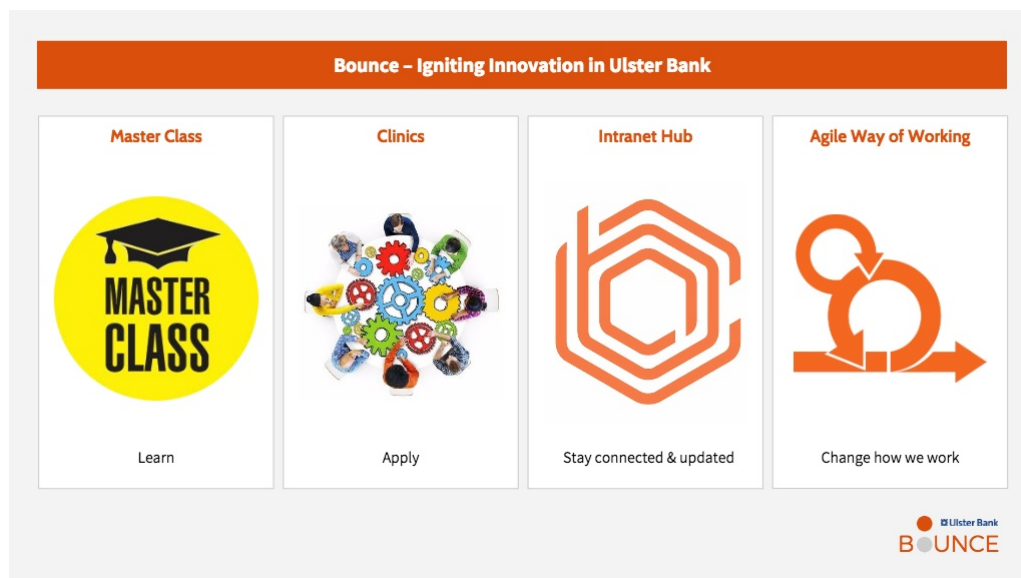 Bounce – Igniting Innovation in Ulster Bank
Master Class
Clinics
Intranet Hub
Agile Way of Working
MASTER
CLASS
Learn
Apply
Stay connected & updated
Change how we work
Ulster Bank
BOUNCE